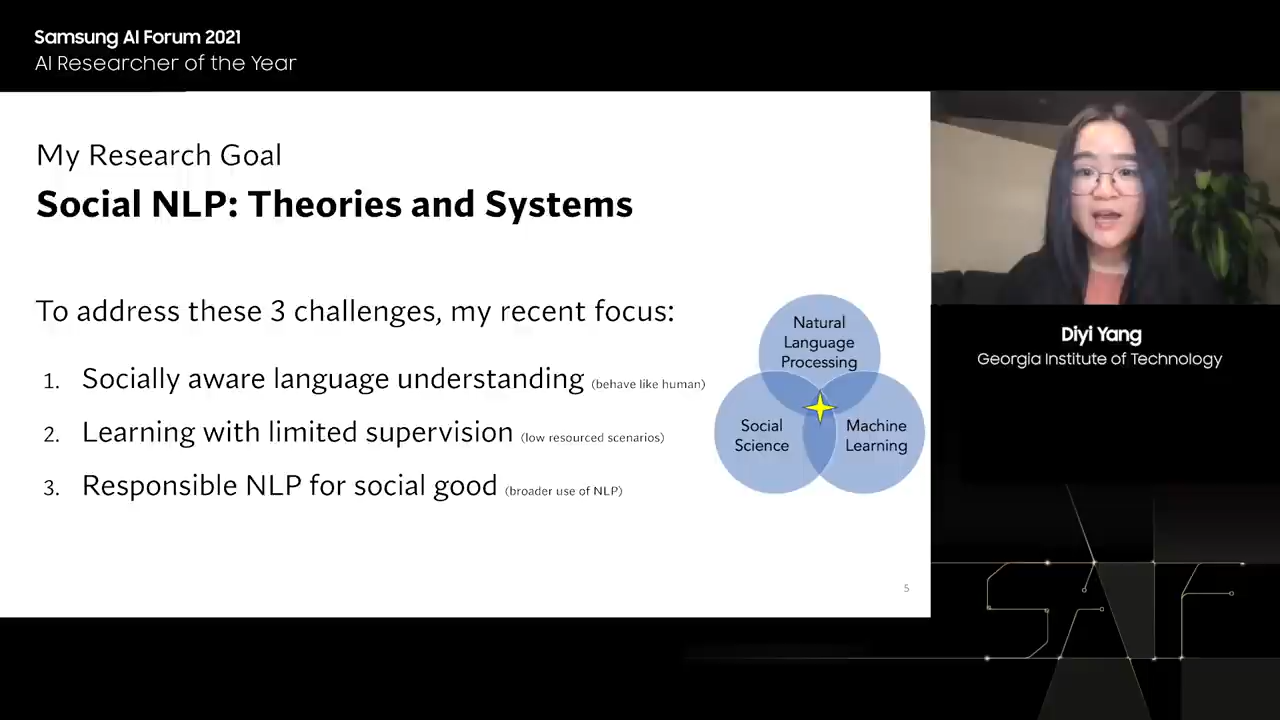 Samsung AI Forum 2021
AI Researcher of the Year
My Research Goal
Social NLP: Theories and Systems
To address these 3 challenges, my recent focus:
1. Socially aware language understanding (behave like human)
2. Learning with limited supervision (low resourced scenarios)
3. Responsible NLP for social good (broader use of NLP)
Natural
Language
Processing
Social
Science
Machine
Learning
5
Diyi Yang
Georgia Institute of Technology
SAF